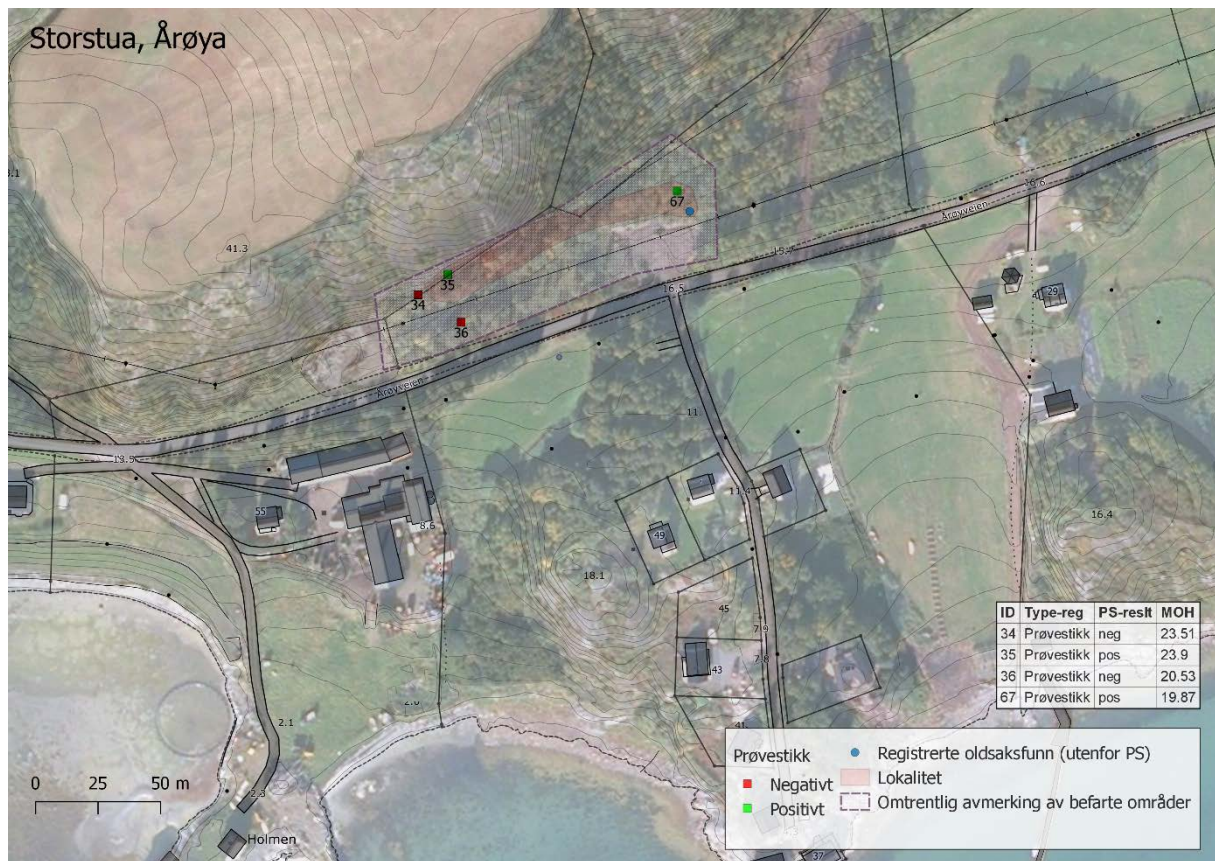 Storstua, Årøya
41.3
67
35
34
36
16.5
15.7
16.6
Årøyveien
Årøyveien
29
11
13.9
55
8.6
11.4
49
18.1
16.4
45
7.9
7.8
43
41
2.1
2.3
Holmen
37
ID Type-reg PS-reslt MOH
34 Prøvestikk neg 23.51
35 Prøvestikk pos 23.9
36 Prøvestikk neg 20.53
67 Prøvestikk pos 19.87
0 25 50 m
Prøvestikk
Negativt
Positivt
Registrerte oldsaksfunn (utenfor PS)
Lokalitet
Omtrentlig avmerking av befarte områder